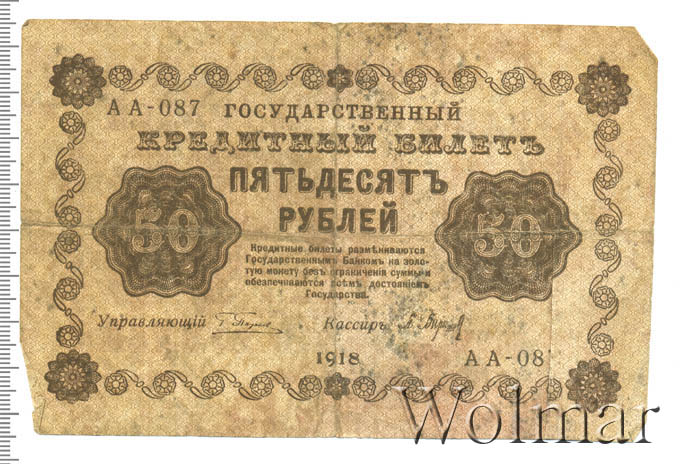 АА-087 ГОСУДАРСТВЕННЫЙ
КРЕДИТНЫЙ БИЛЕТЪ
ПЯТЬДЕСЯТЪ
РУБЛЕЙ
50
50
Кредитные билеты размѣниваются
Государственнымъ Банкомъ на золо-
тую монету безъ ограниченія суммы и
обезпечиваются всѣмъ достояніемъ
Государства.
Управляющій
Кассиръ
1918
АА-08
Wolmar